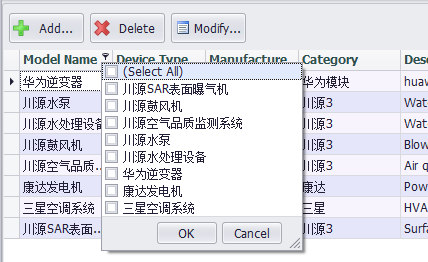 Add... Delete Modify...
Model Name Device Type Manufacture Category Des
华为逆变器 华为模块 huaw
川源水泵 川源3 Wat
川源水处理设备 川源3 Wat
川源鼓风机 川源3 Blow
川源空气品质... 川源3 Air q
康达发电机 康达 Pow
三星空调系统 三星 HVA
川源SAR表面... 川源3 Surfa
(Select All)
川源SAR表面曝气机
川源鼓风机
川源空气品质监测系统
川源水泵
川源水处理设备
华为逆变器
康达发电机
三星空调系统
OK Cancel